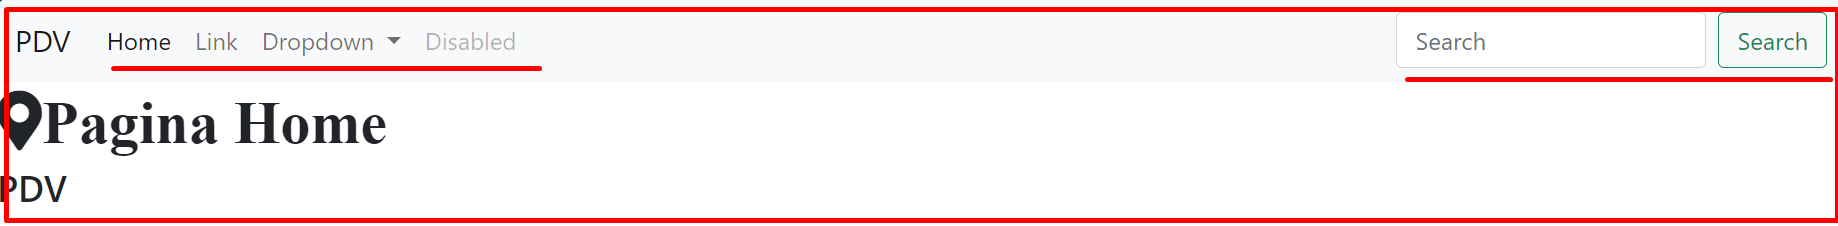 PDV Home Link Dropdown Disabled Search Search
Pagina Home
PDV